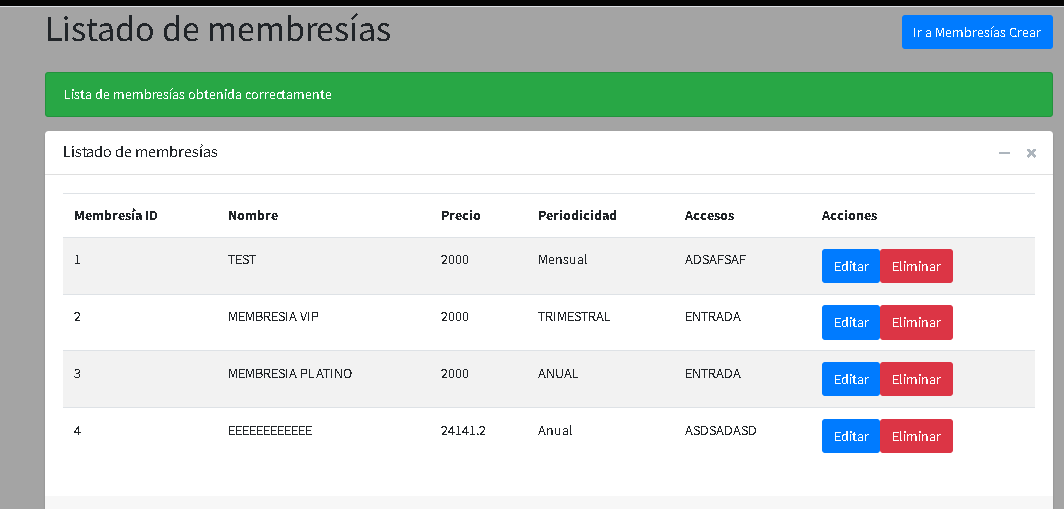 Listado de membresías
Ir a Membresías Crear
Lista de membresías obtenida correctamente
Listado de membresías
Membresía ID Nombre Precio Periodicidad Accesos Acciones
1 TEST 2000 Mensual ADSAFSAF Editar Eliminar
2 MEMBRESIA VIP 2000 TRIMESTRAL ENTRADA Editar Eliminar
3 MEMBRESIA PLATINO 2000 ANUAL ENTRADA Editar Eliminar
4 EEEEEEEEEEEE 24141.2 Anual ASDSADASD Editar Eliminar